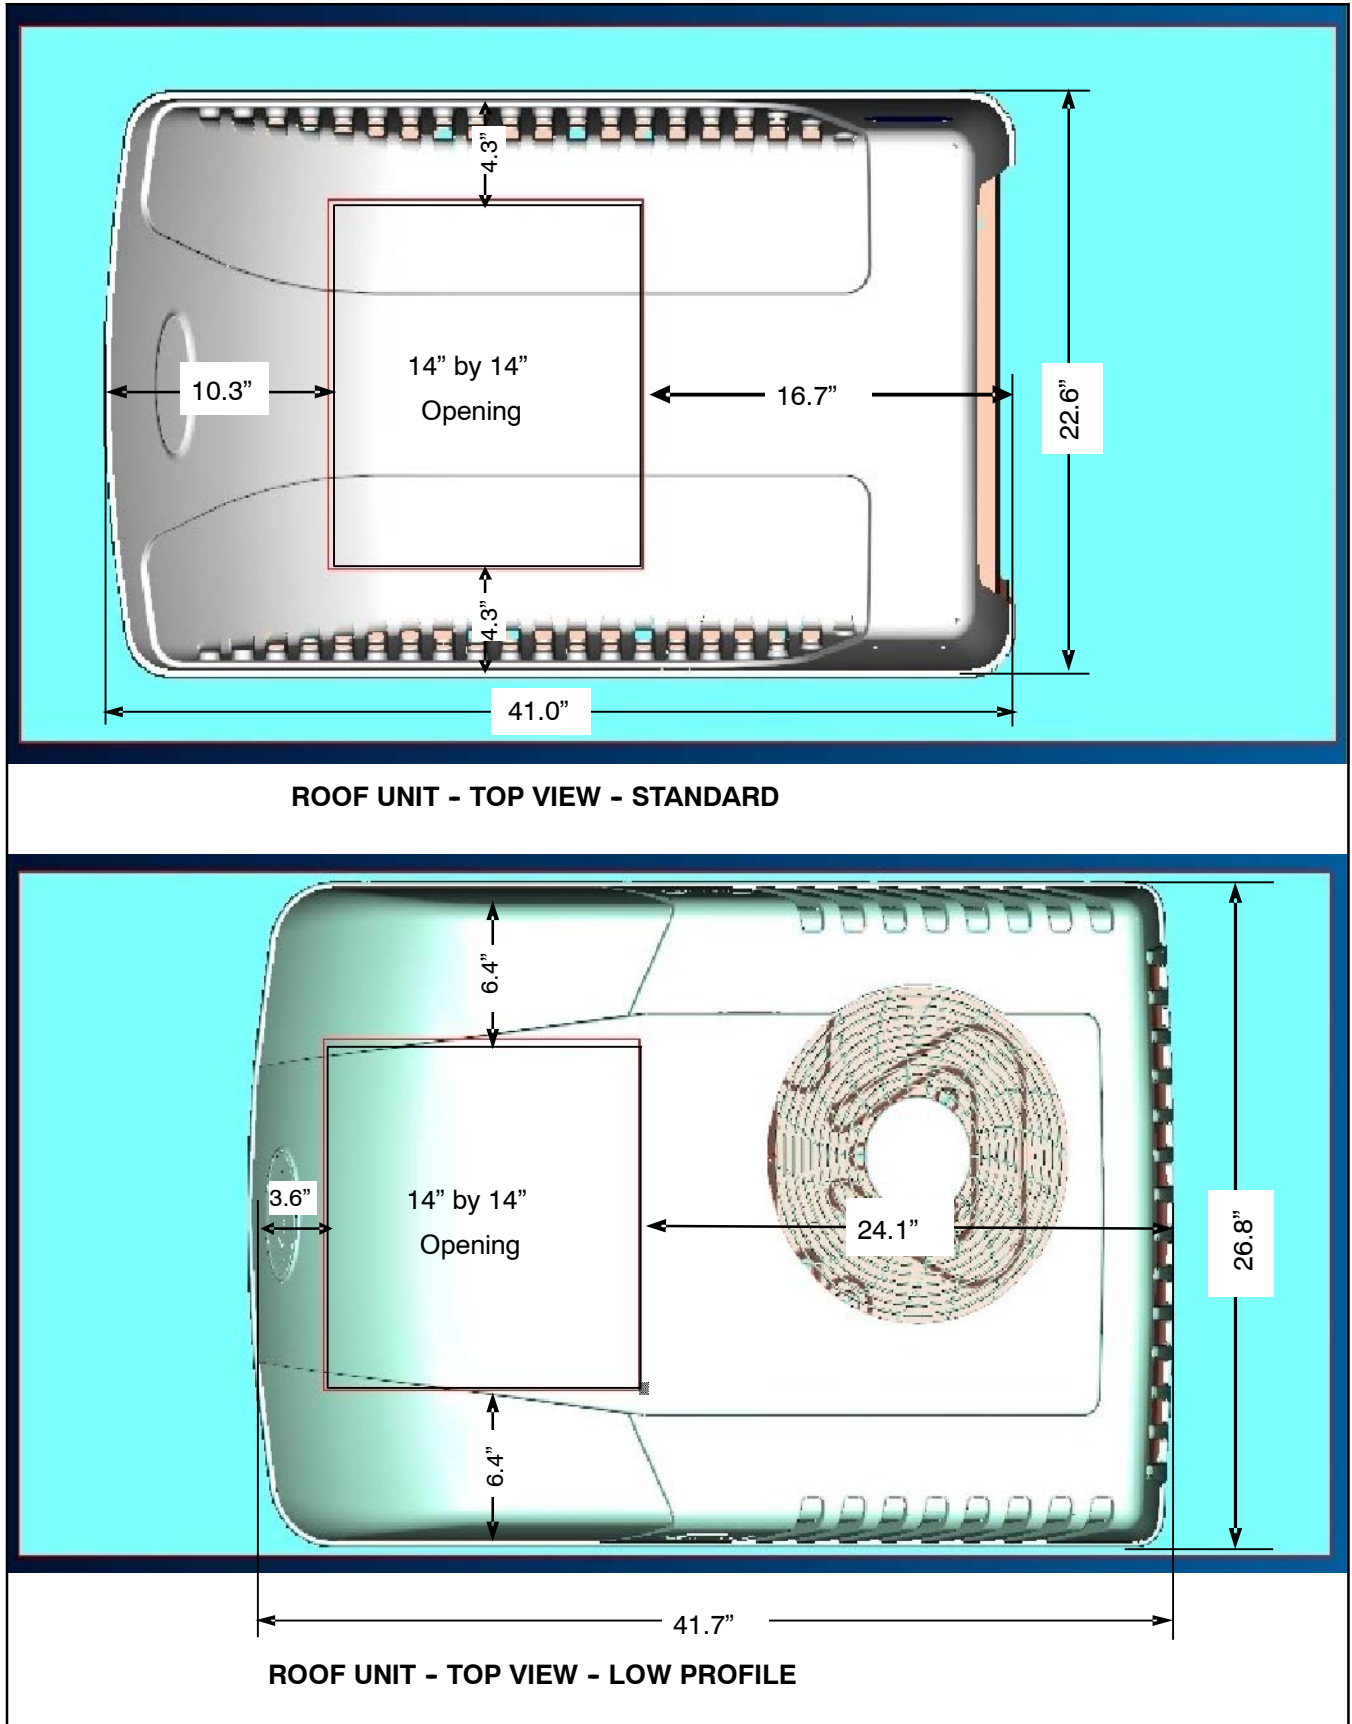 4.3”
14” by 14”
Opening
10.3”
16.7”
22.6”
4.3”
41.0”
ROOF UNIT - TOP VIEW - STANDARD
6.4”
3.6”
14” by 14”
Opening
24.1”
26.8”
6.4”
41.7”
ROOF UNIT - TOP VIEW - LOW PROFILE